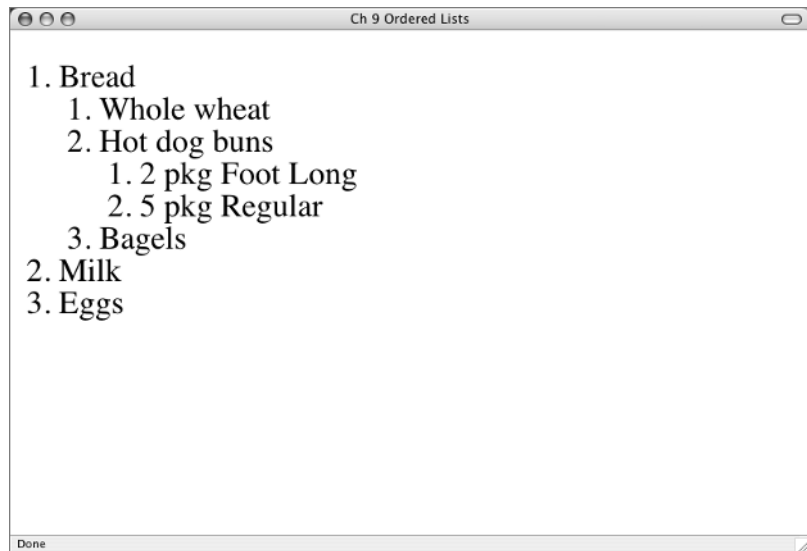 Ch 9 Ordered Lists
1. Bread
1. Whole wheat
2. Hot dog buns
1. 2 pkg Foot Long
2. 5 pkg Regular
3. Bagels
2. Milk
3. Eggs
Done